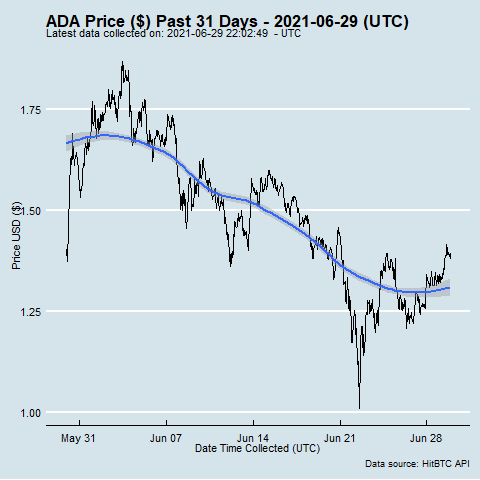 ADA Price ($) Past 31 Days - 2021-06-29 (UTC)
Latest data collected on: 2021-06-29 22:02:49 - UTC
Price USD ($)
1.75
1.50
1.25
1.00
May 31 Jun 07 Jun 14 Jun 21 Jun 28
Date Time Collected (UTC)
Data source: HitBTC API